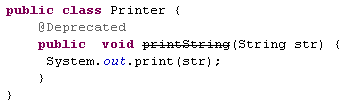 public class Printer {
@Deprecated
public void printString(String str) {
System.out.print(str);
}
}